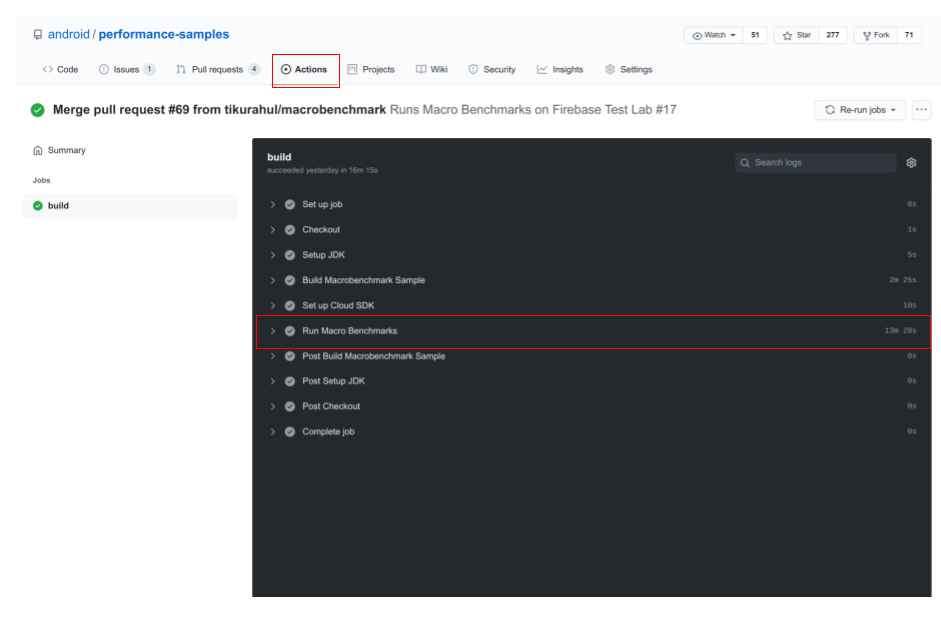 android / performance-samples
Watch 51 Star 277 Fork 71
Code Issues 1 Pull requests 4 Actions Projects Wiki Security Insights Settings
Merge pull request #69 from tikurahul/macrobenchmark Runs Macro Benchmarks on Firebase Test Lab #17
Re-run jobs ...
Summary
Jobs
build
build
succeeded yesterday in 16m 15s
Search logs
Set up job 6s
Checkout 1s
Setup JDK 5s
Build Macrobenchmark Sample 2m 25s
Set up Cloud SDK 10s
Run Macro Benchmarks 13m 28s
Post Build Macrobenchmark Sample 0s
Post Setup JDK 0s
Post Checkout 0s
Complete job 0s